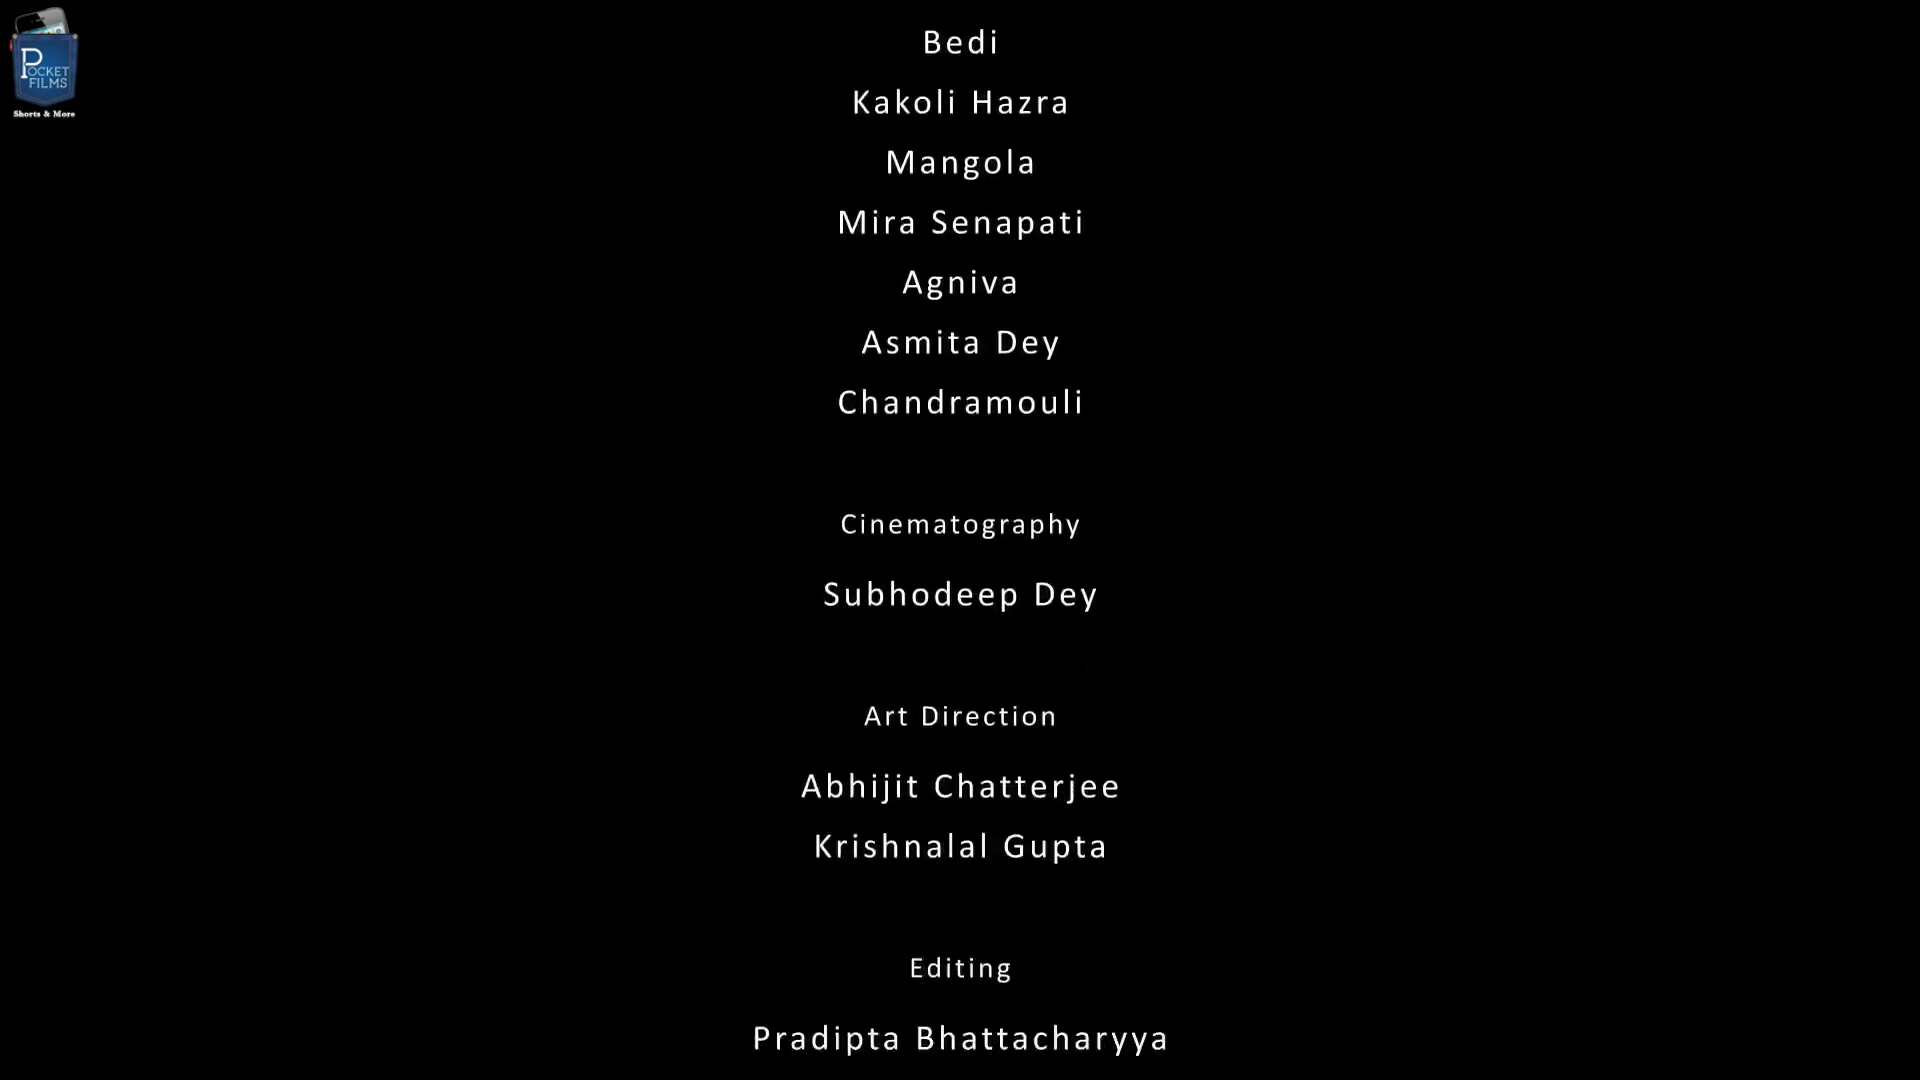 POCKET
FILMS
Shorts & More
Bedi
Kakoli Hazra
Mangola
Mira Senapati
Agniva
Asmita Dey
Chandramouli
Cinematography
Subhodeep Dey
Art Direction
Abhijit Chatterjee
Krishnalal Gupta
Editing
Pradipta Bhattacharyya